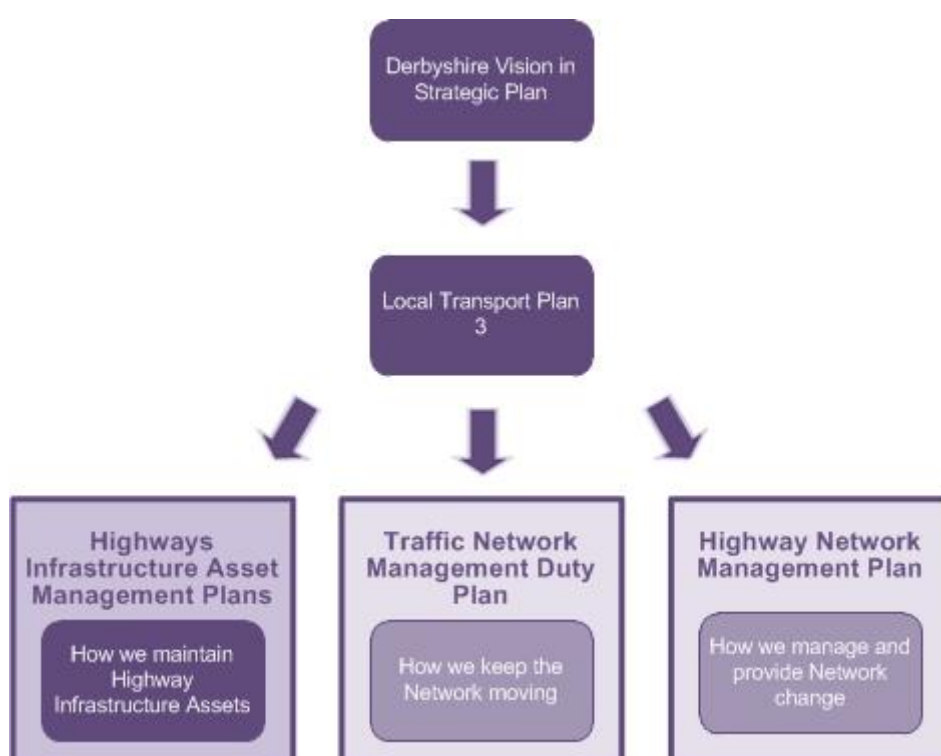 Derbyshire Vision in
Strategic Plan
Local Transport Plan
3
Highways
Infrastructure Asset
Management Plans
How we maintain
Highway
Infrastructure Assets
Traffic Network
Management Duty
Plan
How we keep the
Network moving
Highway Network
Management Plan
How we manage and
provide Network
change